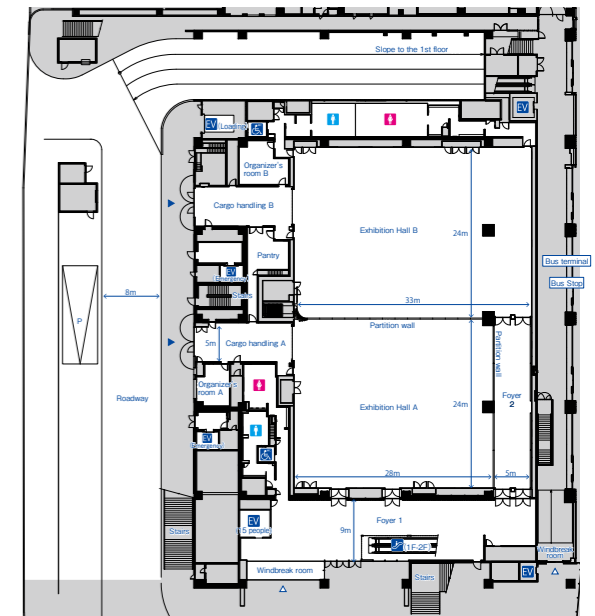 Slope to the 1st floor
EV
EV
(Loading)
Organizer's
room B
Cargo handling B
Exhibition Hall B
24m
Pantry
Bus terminal
EV
(Emergency)
Bus Stop
8m
Stairs
33m
P
Partition wall
5m
Cargo handling A
Partition wall
Organizer's
room A
Foyer
2
Roadway
Exhibition Hall A
24m
EV
(Emergency)
28m
5m
EV
(15 people)
Foyer 1
9m
Stairs
(1F-2F)
Windbreak
room
Windbreak room
EV
Stairs